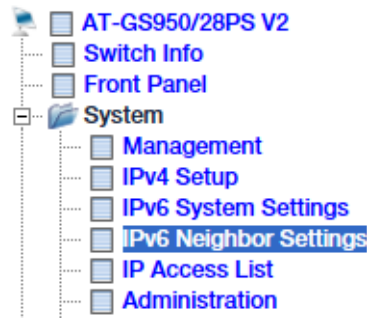 AT-GS950/28PS V2
Switch Info
Front Panel
System
Management
IPv4 Setup
IPv6 System Settings
IPv6 Neighbor Settings
IP Access List
Administration